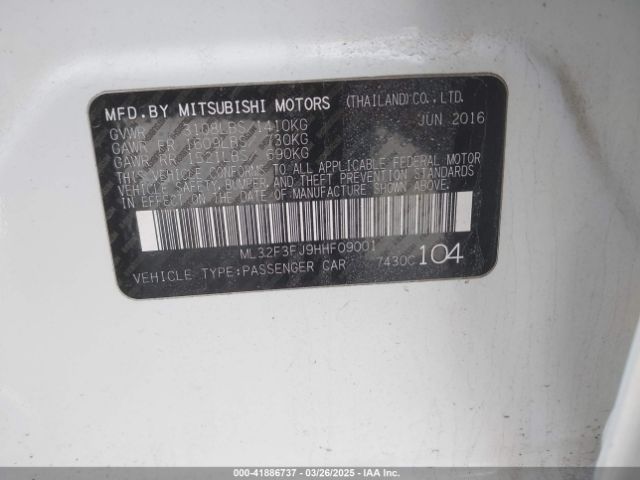 MFD.BY MITSUBISHI MOTORS (THAILAND) CO., LTD.
GVWR 3109LBS 1410KG JUN 2016
GAWR FR 1609LBS 730KG
GAWR RR 1521LBS 690KG
THIS VEHICLE CONFORMS TO ALL APPLICABLE FEDERAL MOTOR
VEHICLE SAFETY, BUMPER, AND THEFT PREVENTION STANDARDS
IN EFFECT ON THE DATE OF MANUFACTURE SHOWN ABOVE.
ML32F3FJ9HHF09001
VEHICLE TYPE:PASSENGER CAR 7430C 104
000-41886737 - 03/26/2025 - IAA Inc.